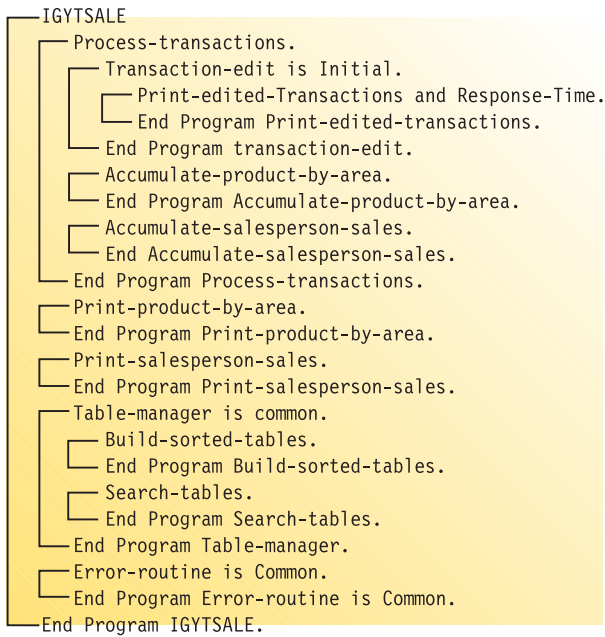 IGYTSALE
Process-transactions.
Transaction-edit is Initial.
Print-edited-Transactions and Response-Time.
End Program Print-edited-transactions.
End Program transaction-edit.
Accumulate-product-by-area.
End Program Accumulate-product-by-area.
Accumulate-salesperson-sales.
End Accumulate-salesperson-sales.
End Program Process-transactions.
Print-product-by-area.
End Program Print-product-by-area.
Print-salesperson-sales.
End Program Print-salesperson-sales.
Table-manager is common.
Build-sorted-tables.
End Program Build-sorted-tables.
Search-tables.
End Program Search-tables.
End Program Table-manager.
Error-routine is Common.
End Program Error-routine is Common.
End Program IGYTSALE.